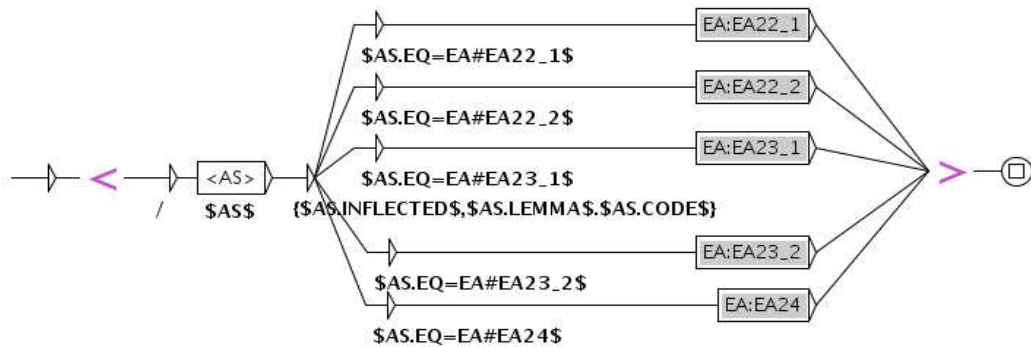 EA:EA22_1
$AS.EQ=EA#EA22_1$
EA:EA22_2
$AS.EQ=EA#EA22_2$
EA:EA23_1
$AS.EQ=EA#EA23_1$
< <AS> >
/ $AS$ {$AS.INFLECTED$,$AS.LEMMA$.$AS.CODE$}
EA:EA23_2
$AS.EQ=EA#EA23_2$
EA:EA24
$AS.EQ=EA#EA24$